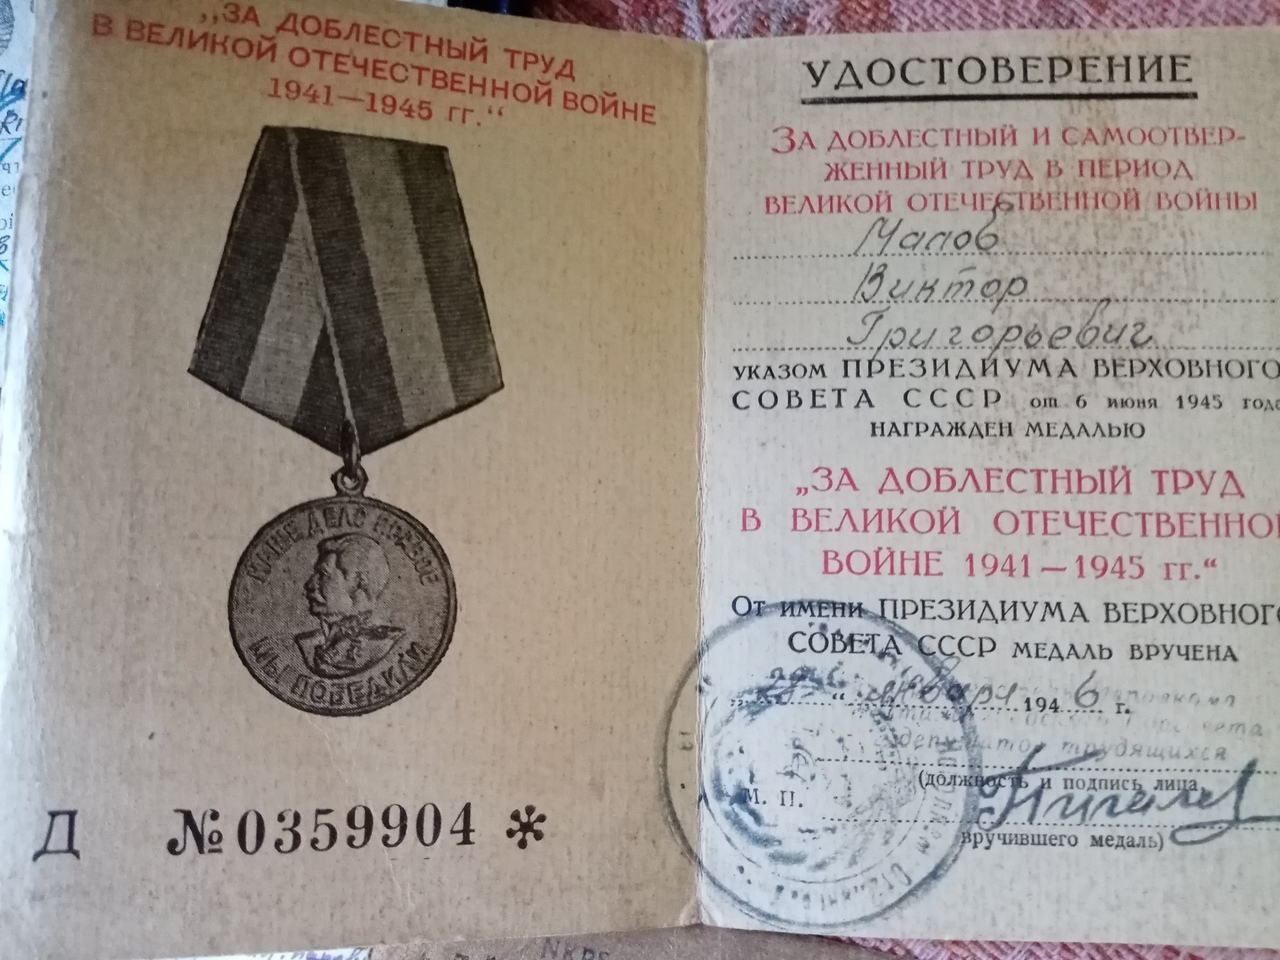 „ЗА ДОБЛЕСТНЫЙ ТРУД
В ВЕЛИКОЙ ОТЕЧЕСТВЕННОЙ ВОЙНЕ
1941—1945 гг.“
НАШЕ ДЕЛО ПРАВОЕ
МЫ ПОБЕДИЛИ
Д №0359904 *
УДОСТОВЕРЕНИЕ
ЗА ДОБЛЕСТНЫЙ И САМООТВЕР-
ЖЕННЫЙ ТРУД В ПЕРИОД
ВЕЛИКОЙ ОТЕЧЕСТВЕННОЙ ВОЙНЫ
Виктор
Григорьевич
УКАЗОМ ПРЕЗИДИУМА ВЕРХОВНОГО
СОВЕТА СССР от 6 июня 1945 года
НАГРАЖДЕН МЕДАЛЬЮ
„ЗА ДОБЛЕСТНЫЙ ТРУД
В ВЕЛИКОЙ ОТЕЧЕСТВЕННОЙ
ВОЙНЕ 1941—1945 гг.“
От имени ПРЕЗИДИУМА ВЕРХОВНОГО
СОВЕТА СССР МЕДАЛЬ ВРУЧЕНА
“ января 1946 г.
депутатов трудящихся
(должность и подпись лица,
М. П.
вручившего медаль)